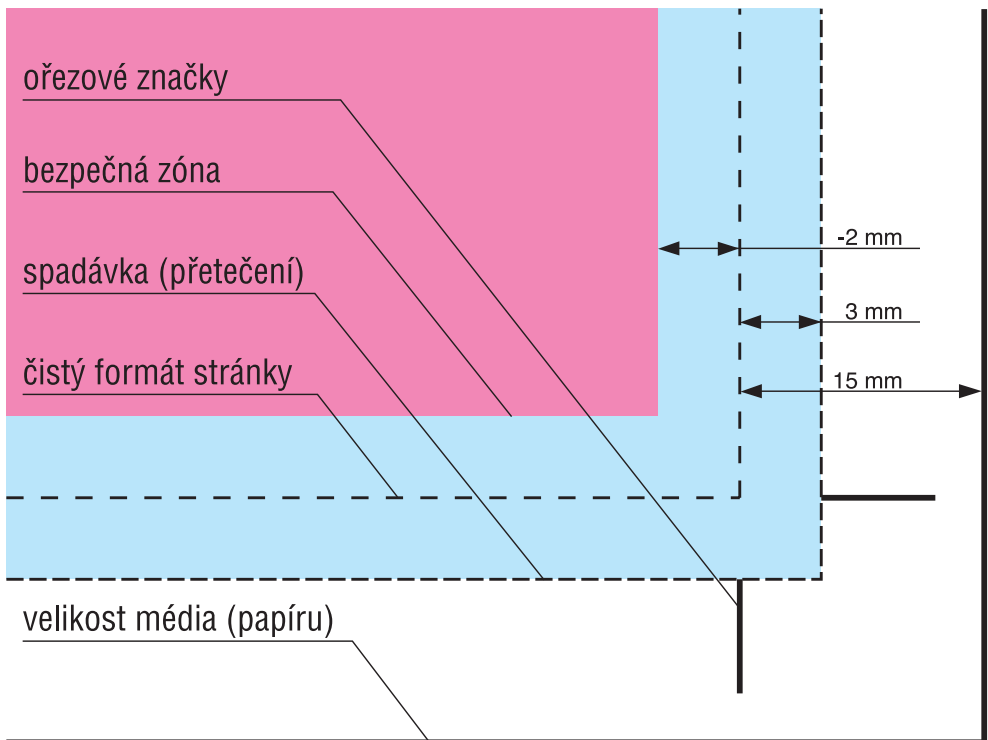 ořezové značky
bezpečná zóna
-2 mm
spadávka (přetečení)
3 mm
čistý formát stránky
15 mm
velikost média (papíru)